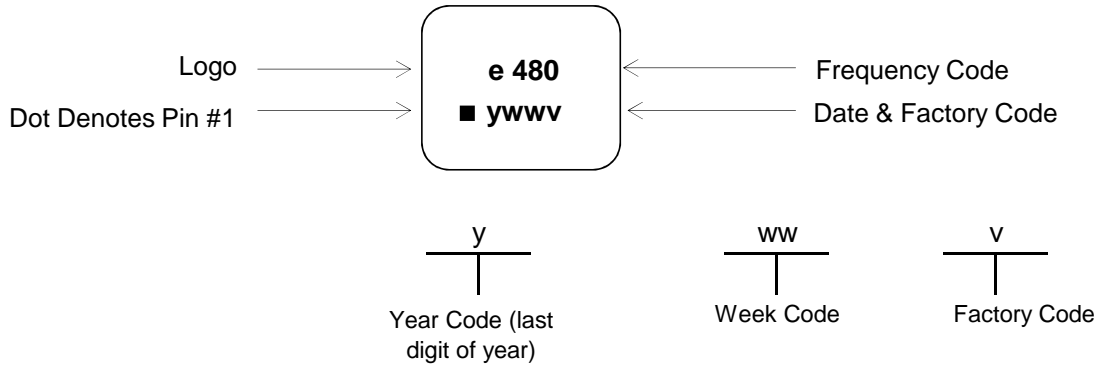 Logo
e 480
Frequency Code
Dot Denotes Pin #1
■ ywwv
Date & Factory Code
y
ww
v
Year Code (last
digit of year)
Week Code
Factory Code